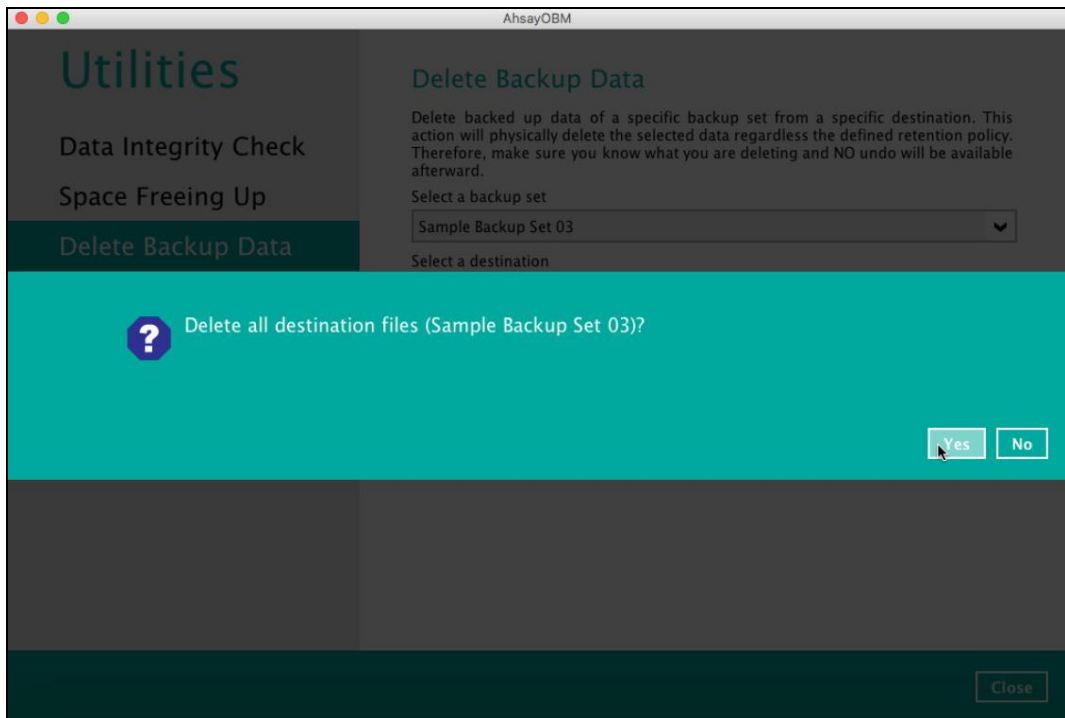 AhsayOBM
Utilities
Data Integrity Check
Space Freeing Up
Delete Backup Data
Delete Backup Data
Delete backed up data of a specific backup set from a specific destination. This
action will physically delete the selected data regardless the defined retention policy.
Therefore, make sure you know what you are deleting and NO undo will be available
afterward.
Select a backup set
Sample Backup Set 03
Select a destination
?
Delete all destination files (Sample Backup Set 03)?
Yes
No
Close